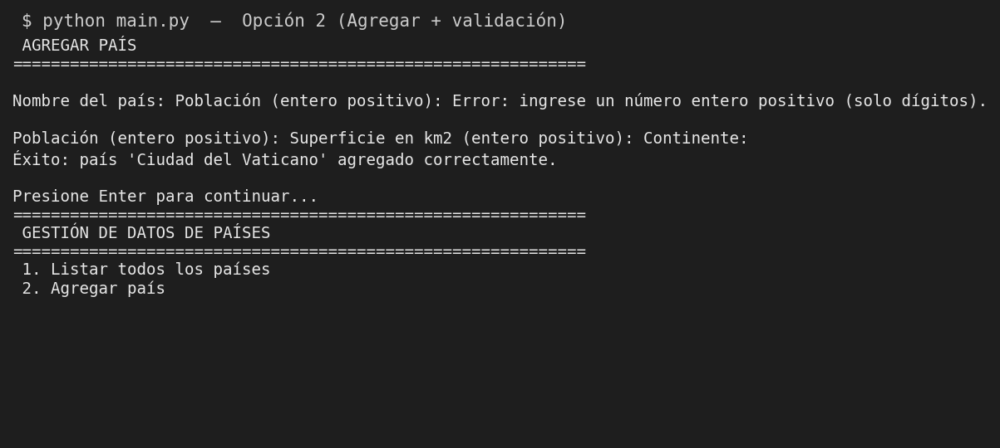 $ python main.py  —  Opción 2 (Agregar + validación)
 AGREGAR PAÍS
============================================================
Nombre del país: Población (entero positivo): Error: ingrese un número entero positivo (solo dígitos).
Población (entero positivo): Superficie en km2 (entero positivo): Continente:
Éxito: país 'Ciudad del Vaticano' agregado correctamente.
Presione Enter para continuar...
============================================================
 GESTIÓN DE DATOS DE PAÍSES
============================================================
 1. Listar todos los países
 2. Agregar país